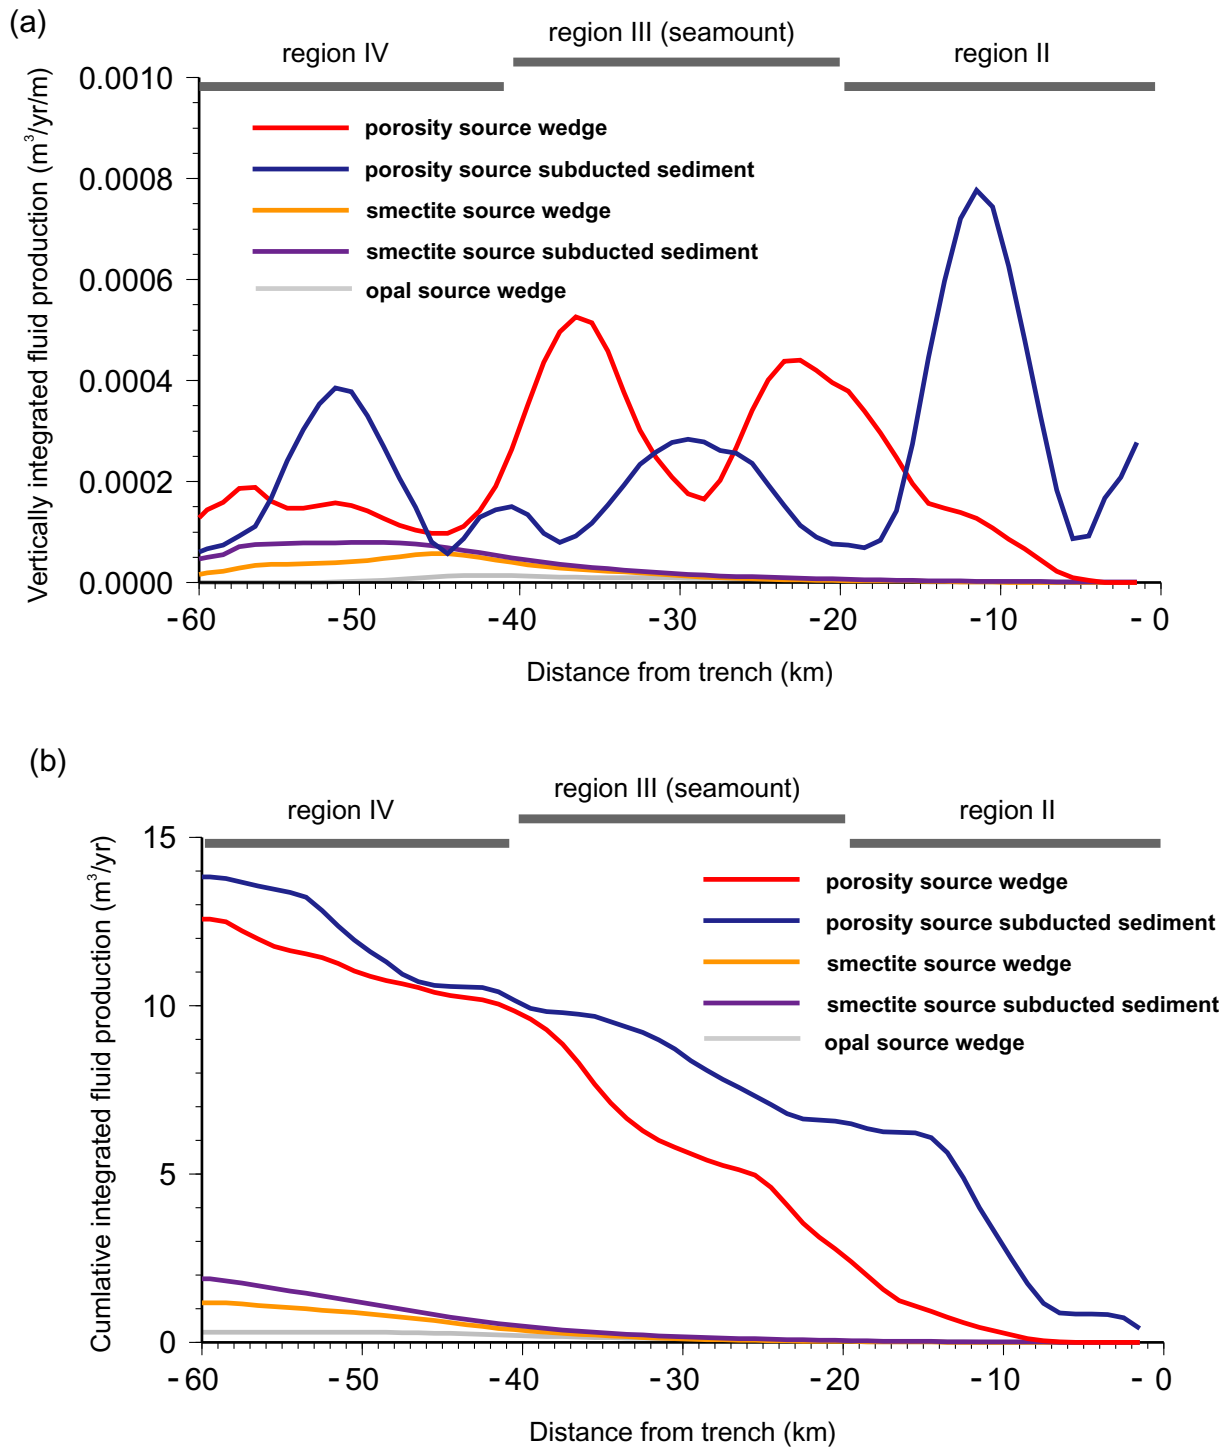 (a)
region III (seamount)
region IV
region II
Vertically integrated fluid production (m³/yr/m)
0.0010
0.0008
0.0006
0.0004
0.0002
0.0000
porosity source wedge
porosity source subducted sediment
smectite source wedge
smectite source subducted sediment
opal source wedge
-60
-50
-40
-30
-20
-10
- 0
Distance from trench (km)
(b)
region III (seamount)
region IV
region II
Cumlative integrated fluid production (m³/yr)
15
10
5
0
porosity source wedge
porosity source subducted sediment
smectite source wedge
smectite source subducted sediment
opal source wedge
-60
-50
-40
-30
-20
-10
- 0
Distance from trench (km)